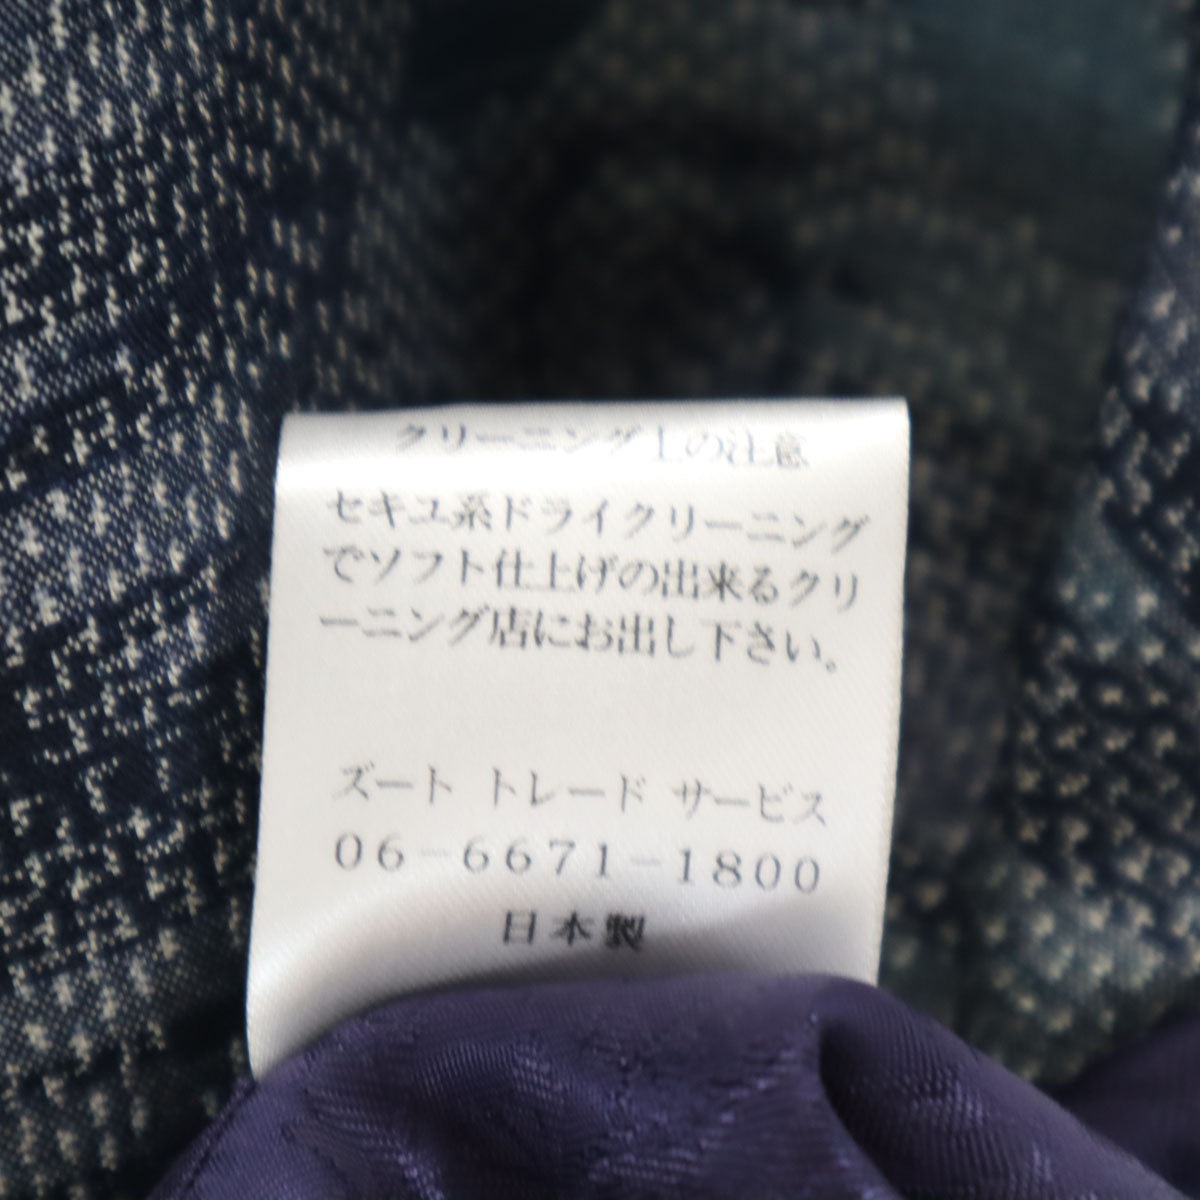 クリーニング上の注意
セキユ系ドライクリーニング
でソフト仕上げの出来るクリ
ーニング店にお出し下さい。
ズート トレード サービス
06-6671-1800
日本製